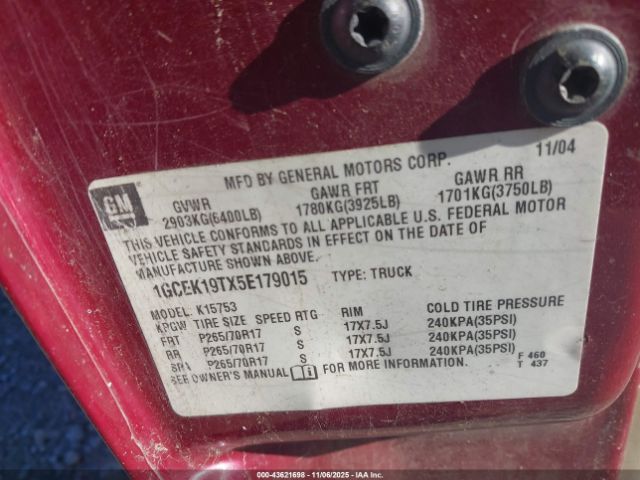 MFD BY GENERAL MOTORS CORP. 11/04
GM
GVWR GAWR FRT GAWR RR
2903KG(6400LB) 1780KG(3925LB) 1701KG(3750LB)
THIS VEHICLE CONFORMS TO ALL APPLICABLE U.S. FEDERAL MOTOR
VEHICLE SAFETY STANDARDS IN EFFECT ON THE DATE OF
MANUFACTURE SHOWN ABOVE.
1GCEK19TX5E179015 TYPE: TRUCK
MODEL: K15753
KPGW TIRE SIZE SPEED RTG RIM COLD TIRE PRESSURE
FRT P265/70R17 S 17X7.5J 240KPA(35PSI)
RR P265/70R17 S 17X7.5J 240KPA(35PSI)
P265/70R17 S 17X7.5J 240KPA(35PSI)
SEE OWNER'S MANUAL FOR MORE INFORMATION. F 460
T 437
000-43621698 11/06/2025 IAAI.com